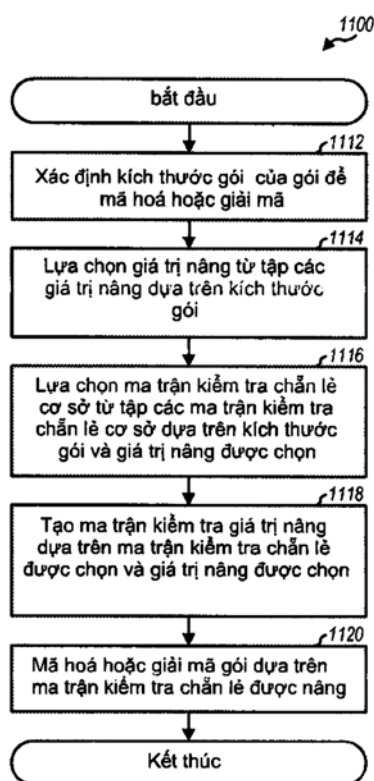 1100
bắt đầu
1112
Xác định kích thước gói của gói để
mã hoá hoặc giải mã
1114
Lựa chọn giá trị nâng từ tập các
giá trị nâng dựa trên kích thước
gói
1116
Lựa chọn ma trận kiểm tra chẵn lẻ
cơ sở từ tập các ma trận kiểm tra
chẵn lẻ cơ sở dựa trên kích thước
gói và giá trị nâng được chọn
1118
Tạo ma trận kiểm tra giá trị nâng
dựa trên ma trận kiểm tra chẵn lẻ
được chọn và giá trị nâng được chọn
1120
Mã hoá hoặc giải mã gói dựa trên
ma trận kiểm tra chẵn lẻ được nâng
Kết thúc